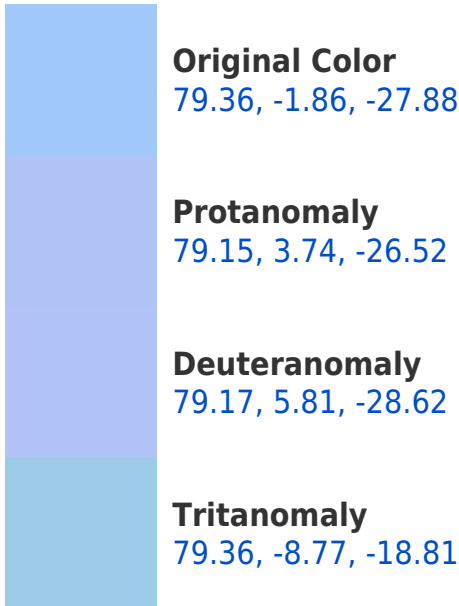 Original Color
79.36, -1.86, -27.88
Protanomaly
79.15, 3.74, -26.52
Deuteranomaly
79.17, 5.81, -28.62
Tritanomaly
79.36, -8.77, -18.81